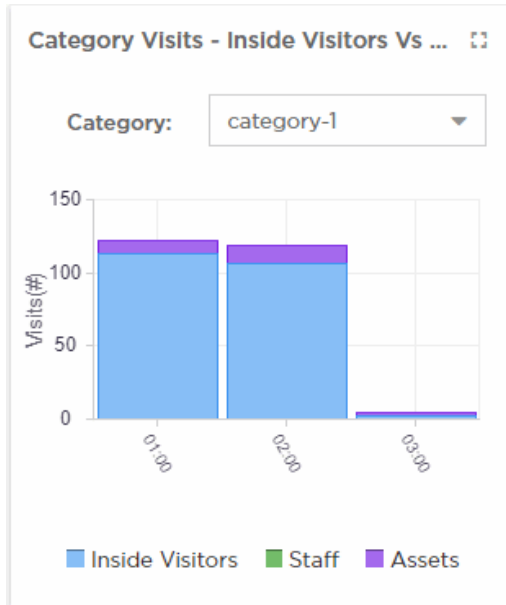 Category Visits - Inside Visitors Vs ...
Category: category-1
150
100
50
0
Visits(#)
01:00 02:00 03:00
Inside Visitors Staff Assets